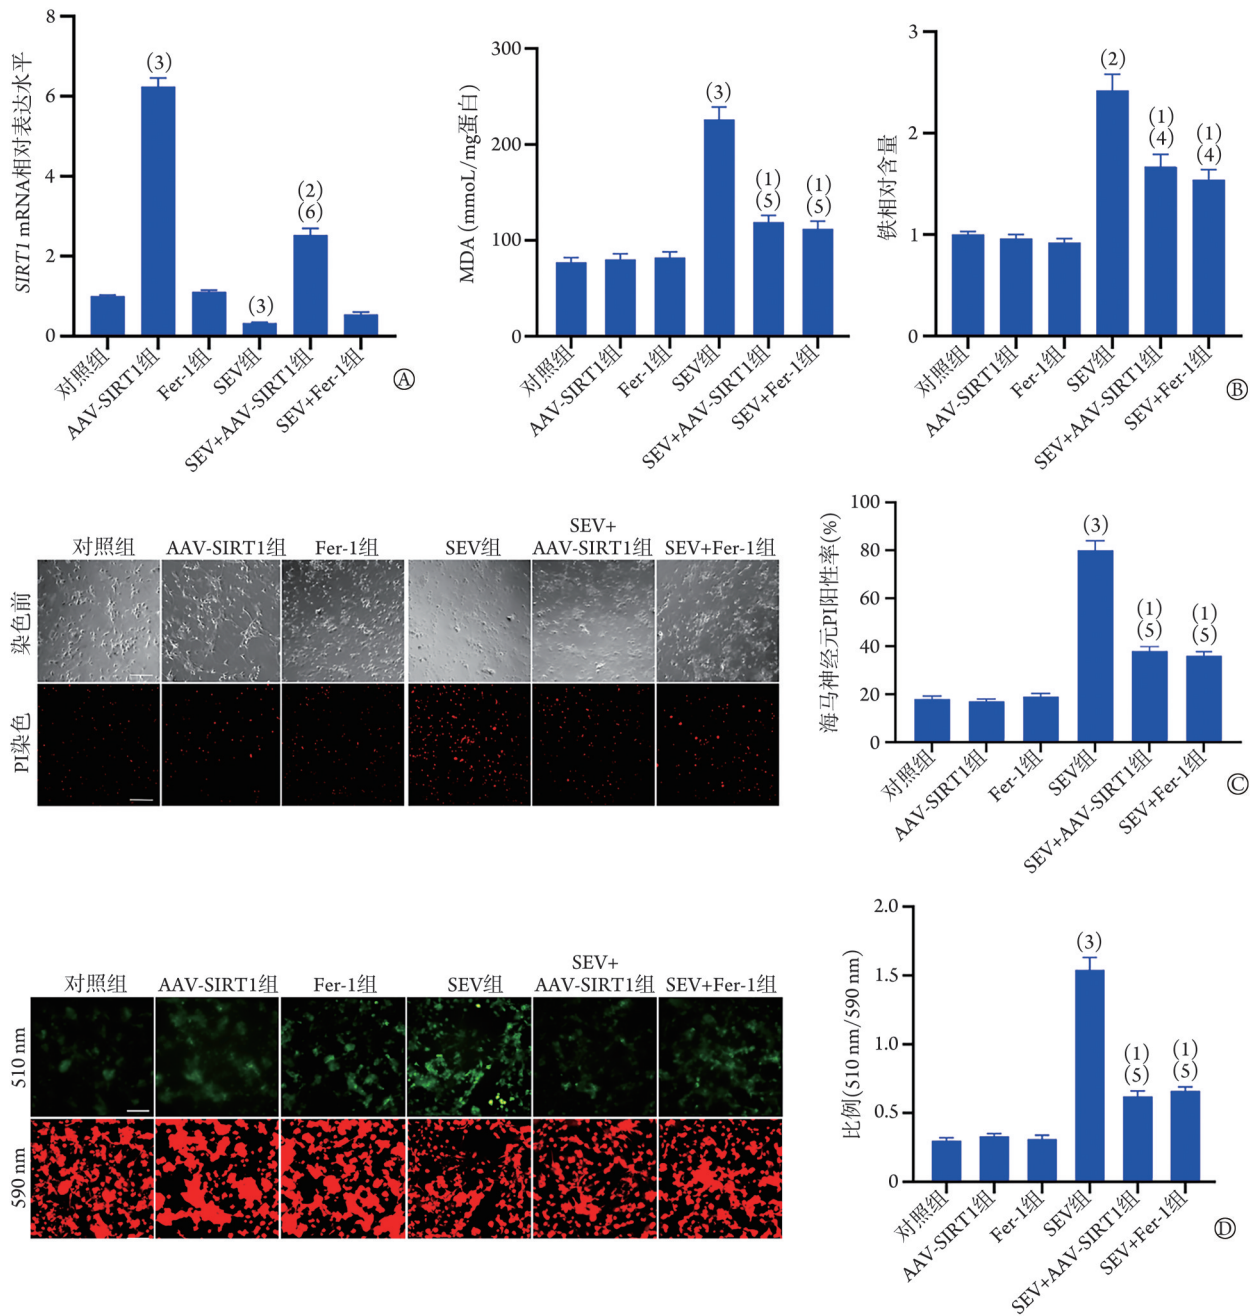 SIRT1 mRNA相对表达水平
8
6
4
2
0
(3)
(3)
(2)
(6)
对照组
AAV-SIRT1组
Fer-1组
SEV组
SEV+AAV-SIRT1组
SEV+Fer-1组
Ⓐ
MDA (mmoL/mg蛋白)
300
200
100
0
(3)
(1)
(5)
(1)
(5)
对照组
AAV-SIRT1组
Fer-1组
SEV组
SEV+AAV-SIRT1组
SEV+Fer-1组
铁相对含量
3
2
1
0
(2)
(1)
(4)
(1)
(4)
对照组
AAV-SIRT1组
Fer-1组
SEV组
SEV+AAV-SIRT1组
SEV+Fer-1组
Ⓑ
对照组
AAV-SIRT1组
Fer-1组
SEV组
SEV+
AAV-SIRT1组
SEV+Fer-1组
染色前
PI染色
海马神经元PI阳性率(%)
100
80
60
40
20
0
(3)
(1)
(5)
(1)
(5)
对照组
AAV-SIRT1组
Fer-1组
SEV组
SEV+AAV-SIRT1组
SEV+Fer-1组
Ⓒ
对照组
AAV-SIRT1组
Fer-1组
SEV组
SEV+
AAV-SIRT1组
SEV+Fer-1组
510 nm
590 nm
比例(510 nm/590 nm)
2.0
1.5
1.0
0.5
0
(3)
(1)
(5)
(1)
(5)
对照组
AAV-SIRT1组
Fer-1组
SEV组
SEV+AAV-SIRT1组
SEV+Fer-1组
Ⓓ